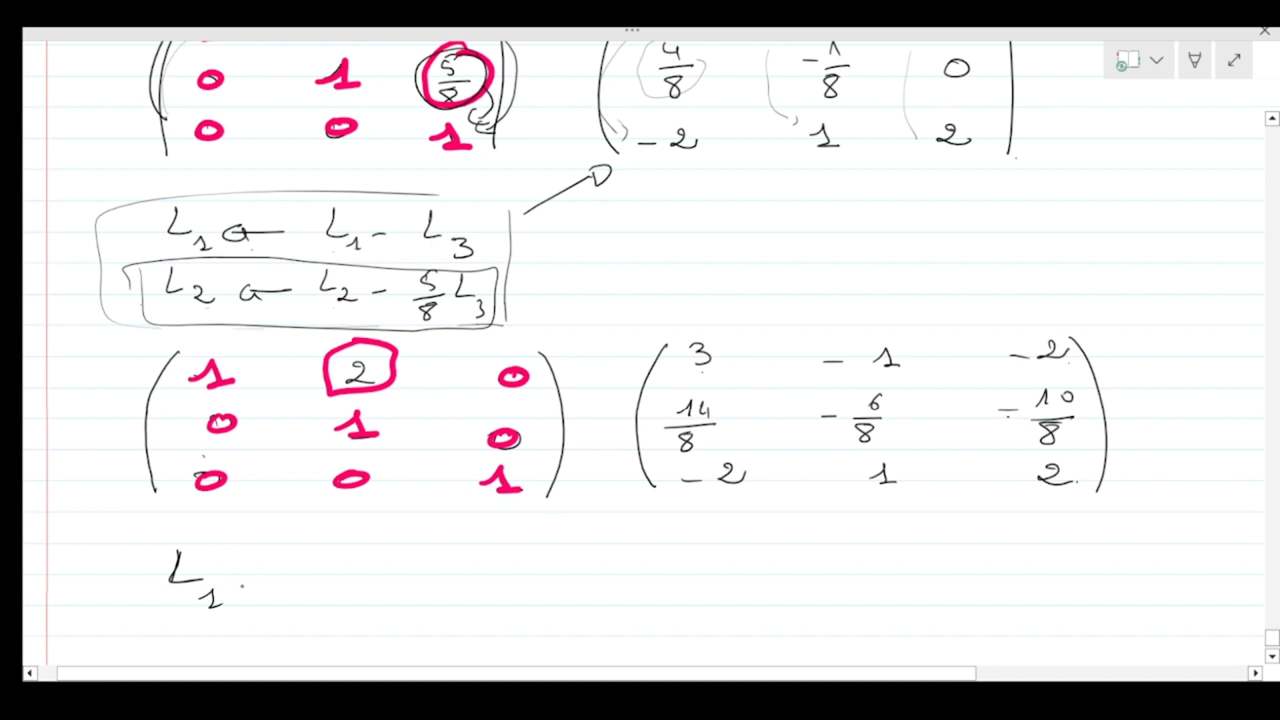 0 1 5/8 4/8 -1/8 0
0 0 1 -2 1 2
L₁ ← L₁ - L₃
L₂ ← L₂ - 5/8 L₃
1 2 0 3 -1 -2
0 1 0 14/8 -6/8 -10/8
0 0 1 -2 1 2
L₁